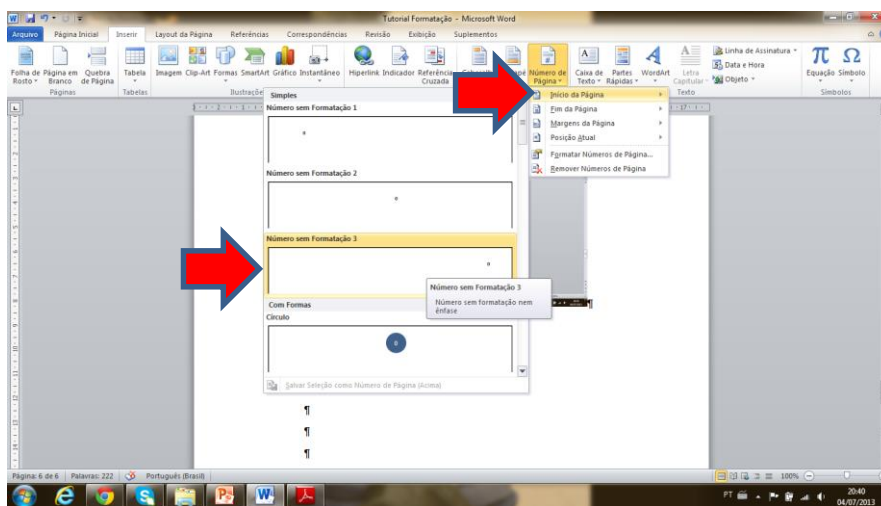 Tutorial Formatação - Microsoft Word
Arquivo Página Inicial Inserir Layout da Página Referências Correspondências Revisão Exibição Suplementos
Folha de Rosto Página em Branco Quebra de Página
Páginas
Tabela
Tabelas
Imagem Clip-Art Formas SmartArt Gráfico Instantâneo
Hiperlink Indicador Referência Cruzada
Número de Página
Caixa de Texto Partes Rápidas WordArt Letra Capitular
Linha de Assinatura
Data e Hora
Objeto
Texto
Equação Símbolo
Símbolos
Início da Página
Fim da Página
Margens da Página
Posição Atual
Formatar Números de Página...
Remover Números de Página
Simples
Número sem Formatação 1
Número sem Formatação 2
Número sem Formatação 3
Número sem Formatação 3
Número sem formatação nem
ênfase
Com Formas
Círculo
Salvar Seleção como Número de Página (Acima)
Página: 6 de 6 Palavras: 222 Português (Brasil) 100%
PT 20:40
04/07/2013